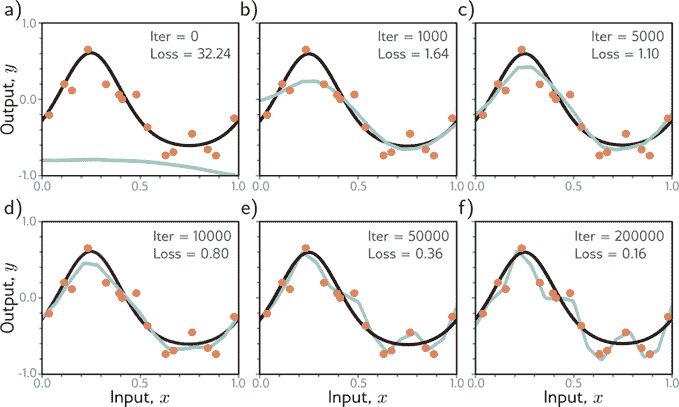 a)
Iter = 0
Loss = 32.24
b)
Iter = 1000
Loss = 1.64
c)
Iter = 5000
Loss = 1.10
1.0
0.0
-1.0
Output, y
0.0 0.5 1.0
0.0 0.5 1.0
0.0 0.5 1.0
d)
Iter = 10000
Loss = 0.80
e)
Iter = 50000
Loss = 0.36
f)
Iter = 200000
Loss = 0.16
1.0
0.0
-1.0
Output, y
0.0 0.5 1.0
0.0 0.5 1.0
0.0 0.5 1.0
Input, x
Input, x
Input, x